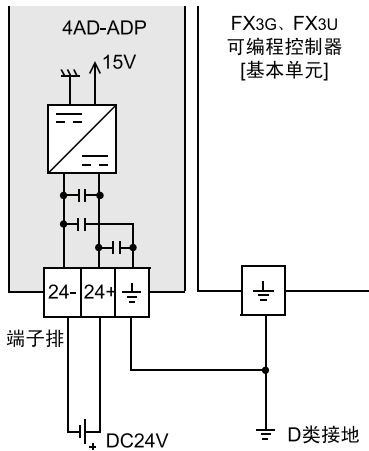 4AD-ADP
FX3G、FX3U
可编程控制器
[基本单元]
15V
24-
24+
端子排
DC24V
D类接地